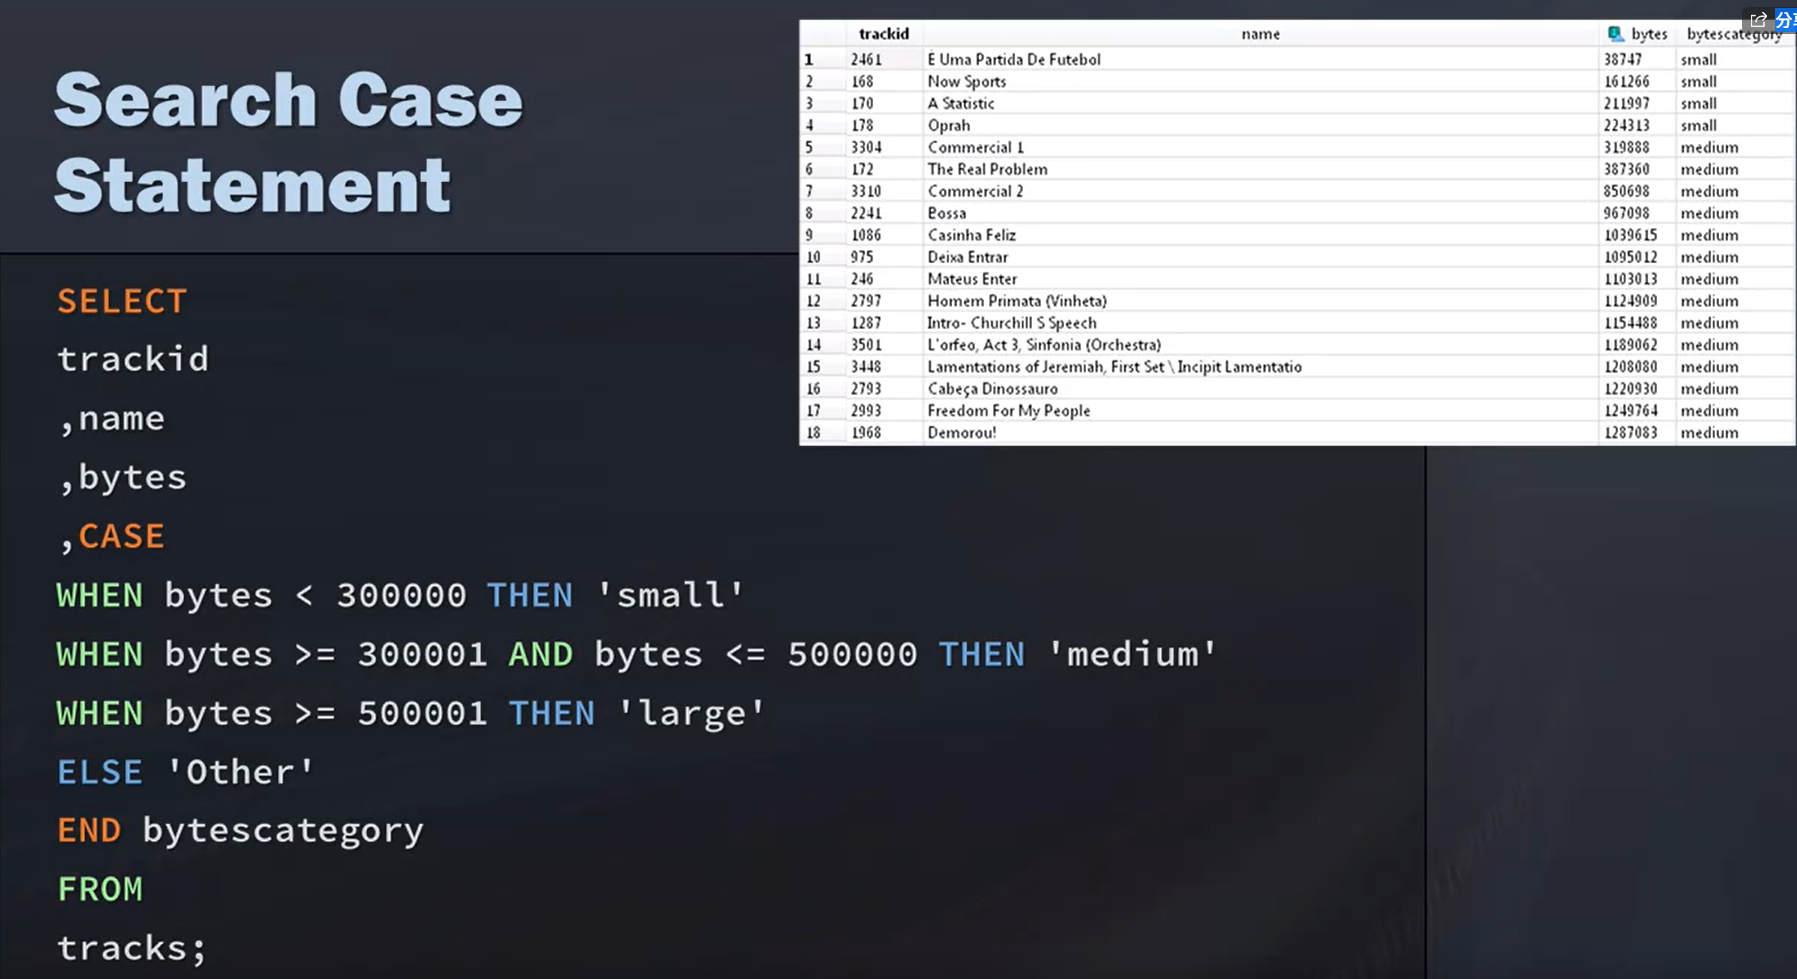 Search Case
Statement
SELECT
trackid
,name
,bytes
,CASE
WHEN bytes < 300000 THEN 'small'
WHEN bytes >= 300001 AND bytes <= 500000 THEN 'medium'
WHEN bytes >= 500001 THEN 'large'
ELSE 'Other'
END bytescategory
FROM
tracks;
trackid name bytes bytescategory
1 2461 É Uma Partida De Futebol 38747 small
2 168 Now Sports 161266 small
3 170 A Statistic 211997 small
4 178 Oprah 224313 small
5 3304 Commercial 1 319888 medium
6 172 The Real Problem 387360 medium
7 3310 Commercial 2 850698 medium
8 2241 Bossa 967098 medium
9 1086 Casinha Feliz 1039615 medium
10 975 Deixa Entrar 1095012 medium
11 246 Mateus Enter 1103013 medium
12 2797 Homem Primata (Vinheta) 1124909 medium
13 1287 Intro- Churchill S Speech 1154488 medium
14 3501 L'orfeo, Act 3, Sinfonia (Orchestra) 1189062 medium
15 3448 Lamentations of Jeremiah, First Set \ Incipit Lamentatio 1208080 medium
16 2793 Cabeça Dinossauro 1220930 medium
17 2993 Freedom For My People 1249764 medium
18 1968 Demorou! 1287083 medium